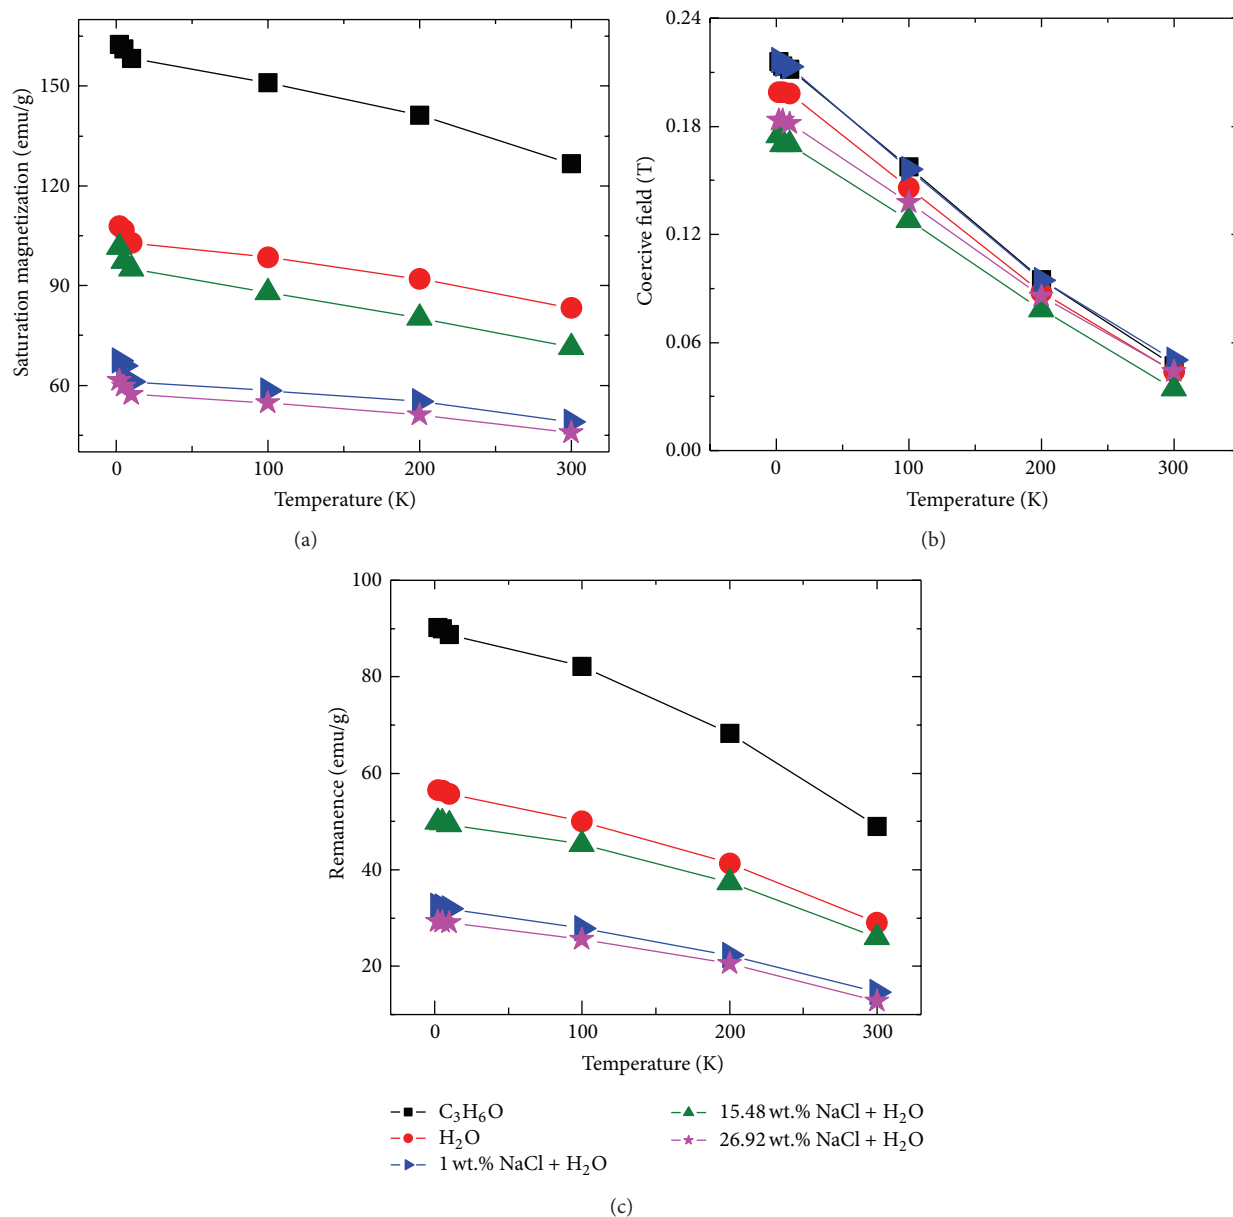 150
120
90
60
Saturation magnetization (emu/g)
0 100 200 300
Temperature (K)
(a)
0.24
0.18
0.12
0.06
0.00
Coercive field (T)
0 100 200 300
Temperature (K)
(b)
100
80
60
40
20
Remanence (emu/g)
0 100 200 300
Temperature (K)
C₃H₆O
H₂O
1 wt.% NaCl + H₂O
15.48 wt.% NaCl + H₂O
26.92 wt.% NaCl + H₂O
(c)